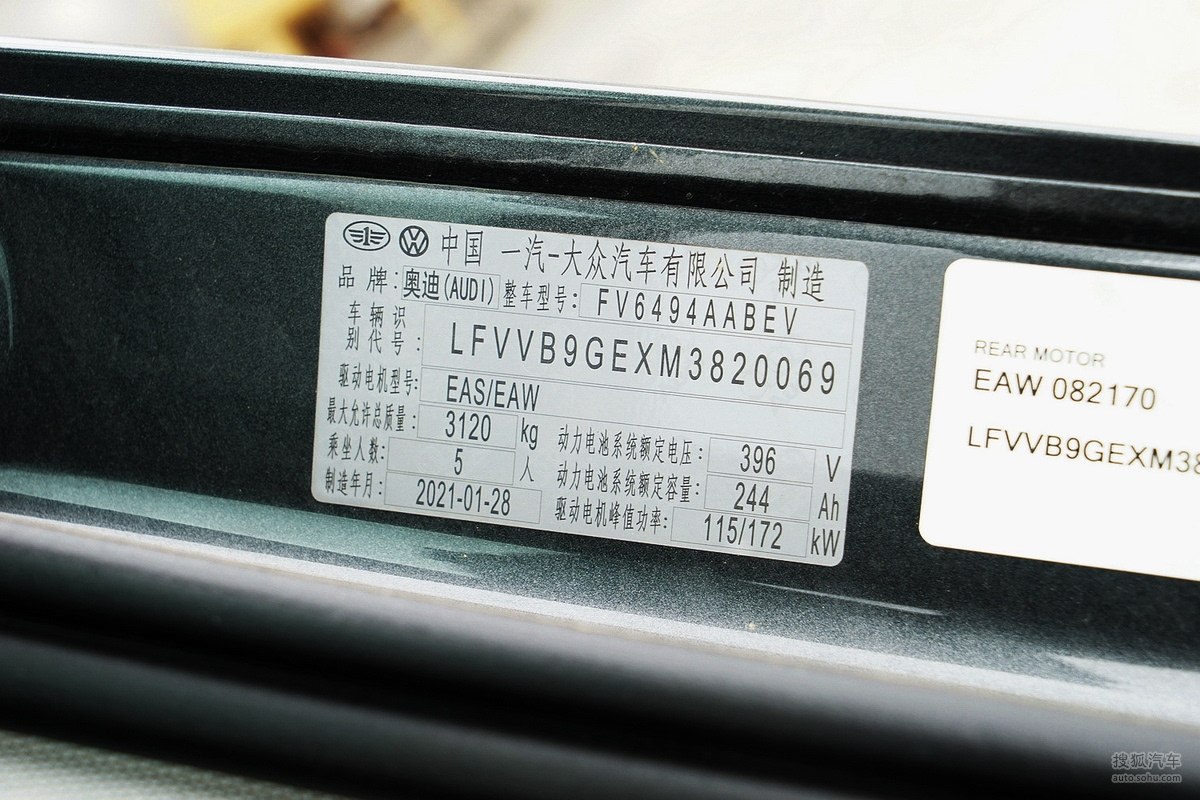 中国 一汽-大众汽车有限公司 制造
品牌: 奥迪(AUDI) 整车型号: FV6494AABEV
车辆识别代号: LFVVB9GEXM3820069
驱动电机型号: EAS/EAW
最大允许总质量: 3120 kg
乘坐人数: 5 人
制造年月: 2021-01-28
动力电池系统额定电压: 396 V
动力电池系统额定容量: 244 Ah
驱动电机峰值功率: 115/172 kW
REAR MOTOR
EAW 082170
LFVVB9GEXM38
搜狐汽车
auto.sohu.com